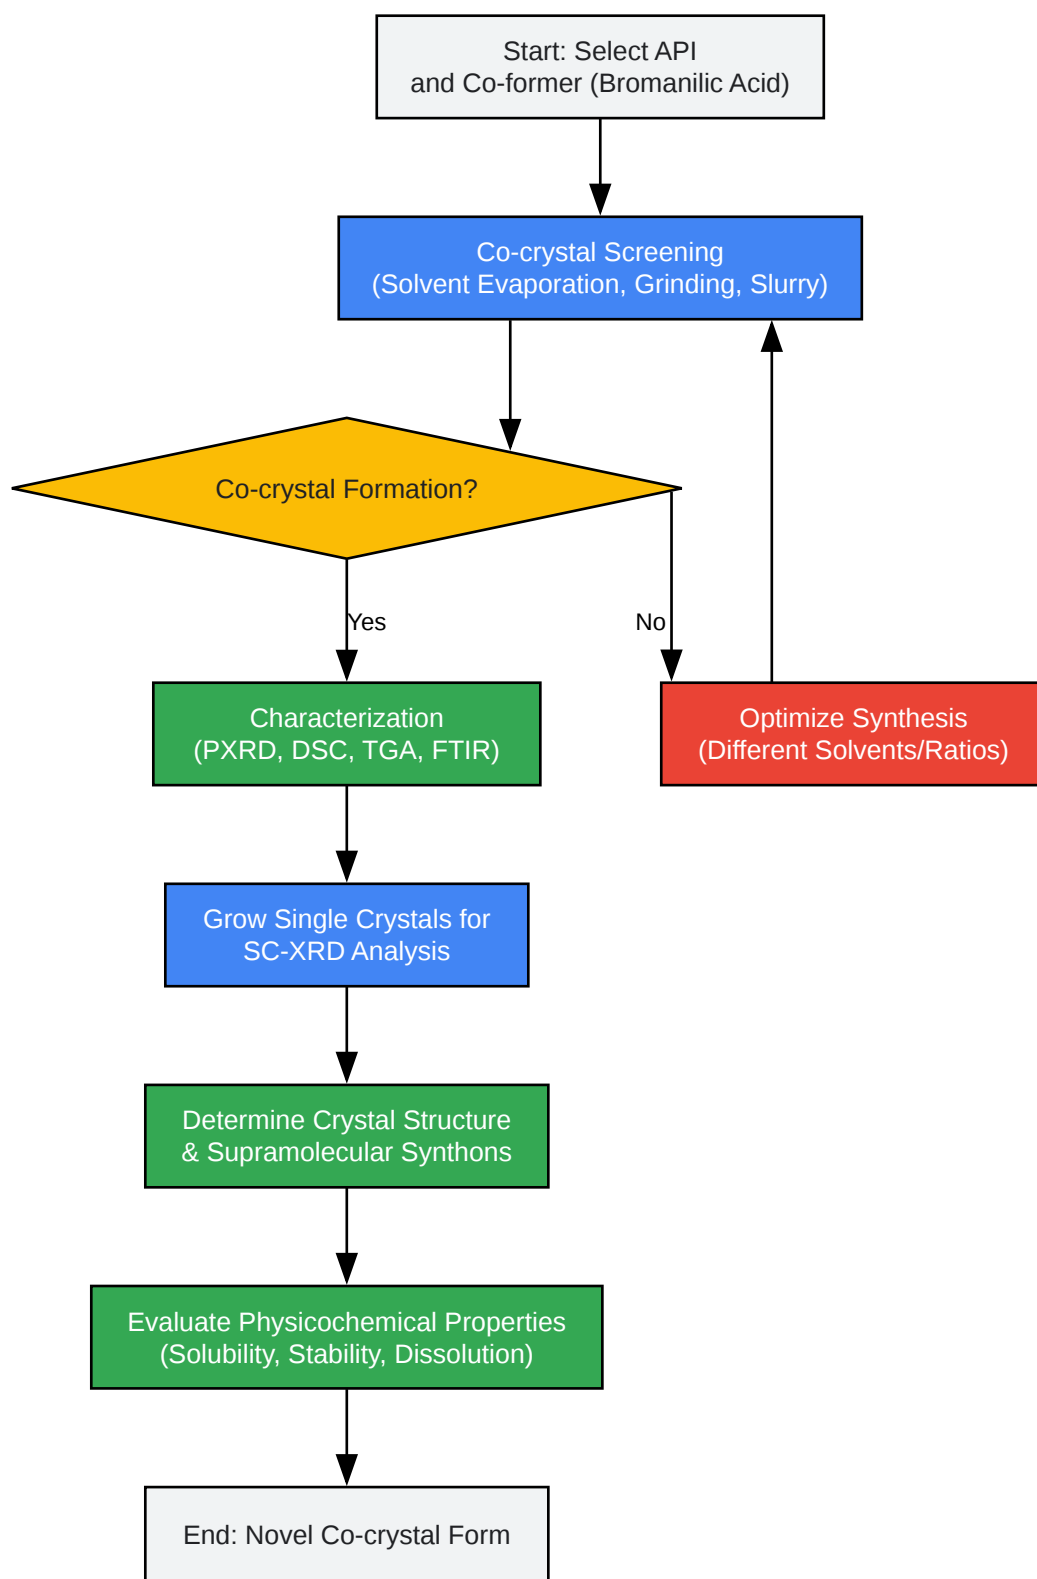 Start: Select API
and Co-former (Bromanilic Acid)
Co-crystal Screening
(Solvent Evaporation, Grinding, Slurry)
Co-crystal Formation?
Yes
No
Characterization
(PXRD, DSC, TGA, FTIR)
Optimize Synthesis
(Different Solvents/Ratios)
Grow Single Crystals for
SC-XRD Analysis
Determine Crystal Structure
& Supramolecular Synthons
Evaluate Physicochemical Properties
(Solubility, Stability, Dissolution)
End: Novel Co-crystal Form